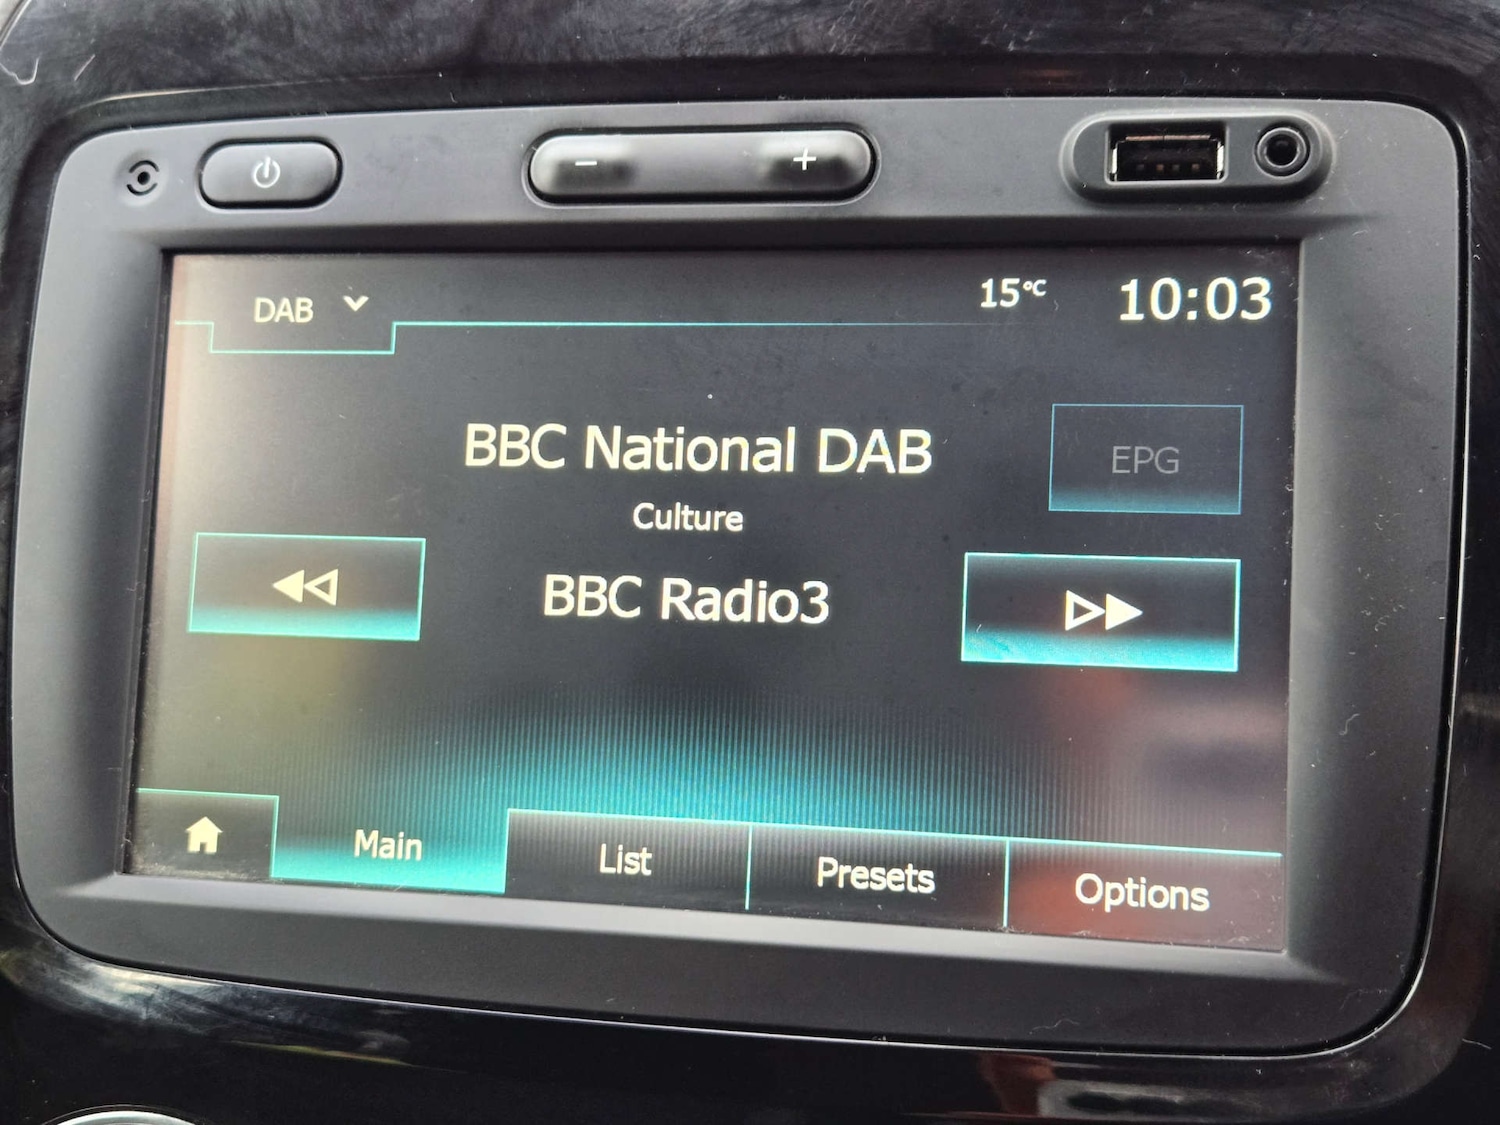 DAB
15°C
10:03
BBC National DAB
EPG
Culture
BBC Radio3
Main
List
Presets
Options